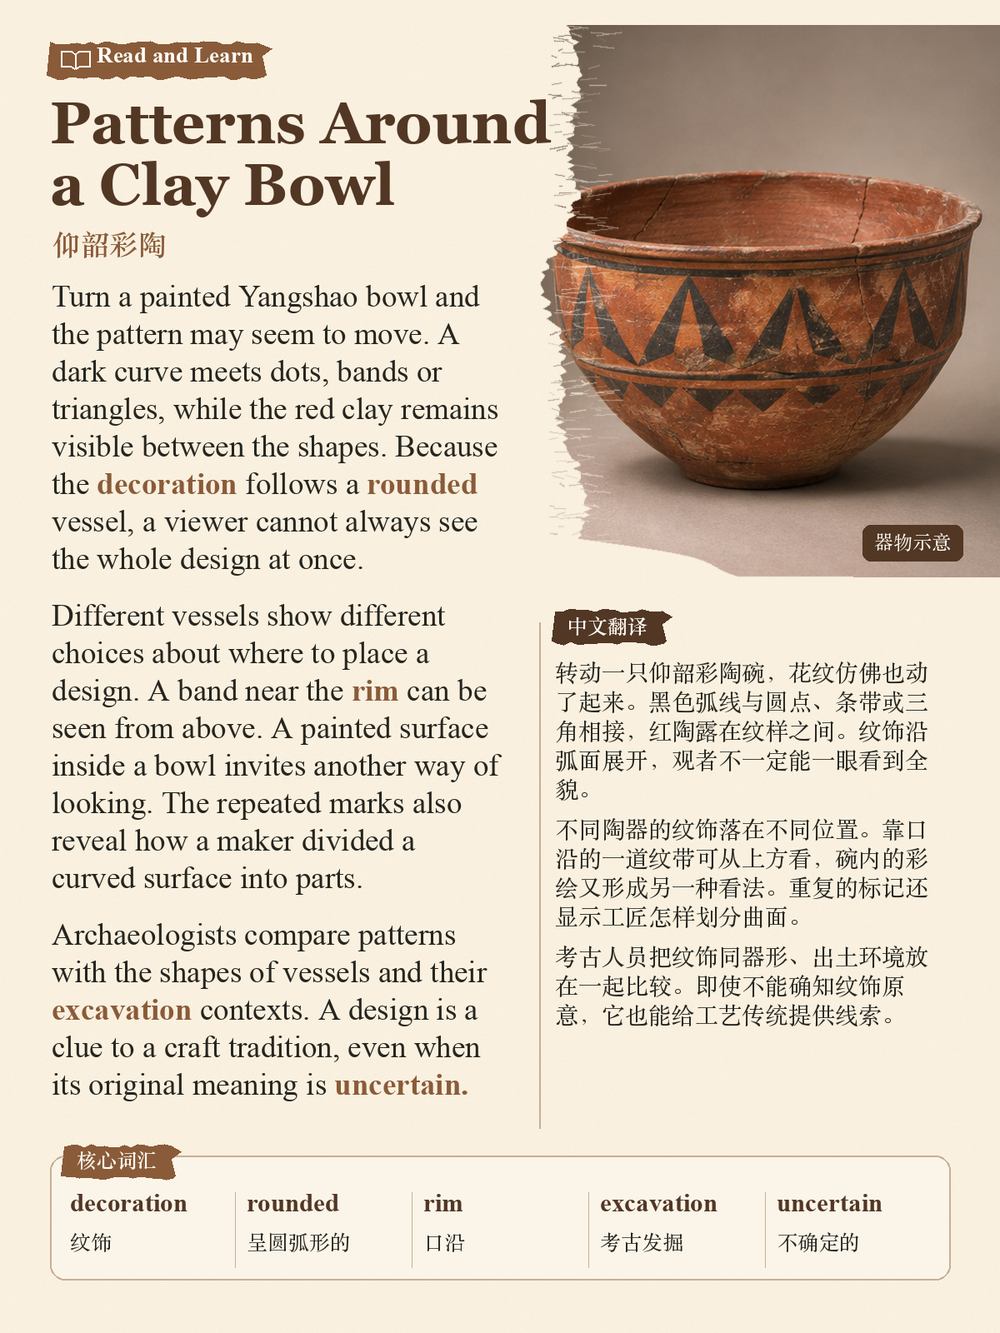 Read and Learn
Patterns Around
a Clay Bowl
仰韶彩陶
Turn a painted Yangshao bowl and
the pattern may seem to move. A
dark curve meets dots, bands or
triangles, while the red clay remains
visible between the shapes. Because
the decoration follows a rounded
vessel, a viewer cannot always see
the whole design at once.
Different vessels show different
choices about where to place a
design. A band near the rim can be
seen from above. A painted surface
inside a bowl invites another way of
looking. The repeated marks also
reveal how a maker divided a
curved surface into parts.
Archaeologists compare patterns
with the shapes of vessels and their
excavation contexts. A design is a
clue to a craft tradition, even when
its original meaning is uncertain.
器物示意
中文翻译
转动一只仰韶彩陶碗，花纹仿佛也动
了起来。黑色弧线与圆点、条带或三
角相接，红陶露在纹样之间。纹饰沿
弧面展开，观者不一定能一眼看到全
貌。
不同陶器的纹饰落在不同位置。靠口
沿的一道纹带可从上方看，碗内的彩
绘又形成另一种看法。重复的标记还
显示工匠怎样划分曲面。
考古人员把纹饰同器形、出土环境放
在一起比较。即使不能确知纹饰原
意，它也能给工艺传统提供线索。
核心词汇
decoration
纹饰
rounded
呈圆弧形的
rim
口沿
excavation
考古发掘
uncertain
不确定的